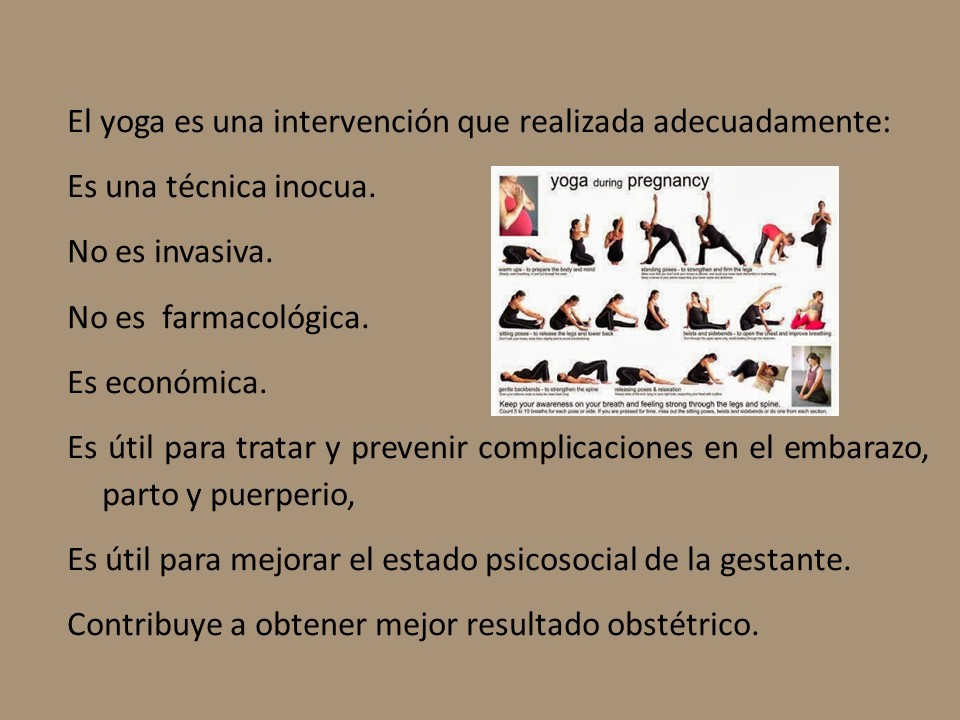 El yoga es una intervención que realizada adecuadamente:
Es una técnica inocua.
No es invasiva.
No es farmacológica.
Es económica.
yoga during pregnancy
warm ups - to prepare the body and mind
standing poses - to strengthen and firm the legs
sitting poses - to release the legs and lower back
twists and sidebends - to open the chest and improve breathing
gentle backbends - to strengthen the spine
releasing poses & relaxation
Keep your awareness on your breath and feeling strong through the legs and spine.
Count 5 to 10 breaths for each pose or side. If you are pressed for time, miss out the sitting poses, twists and sidebends or do one from each section.
Es útil para tratar y prevenir complicaciones en el embarazo,
parto y puerperio,
Es útil para mejorar el estado psicosocial de la gestante.
Contribuye a obtener mejor resultado obstétrico.